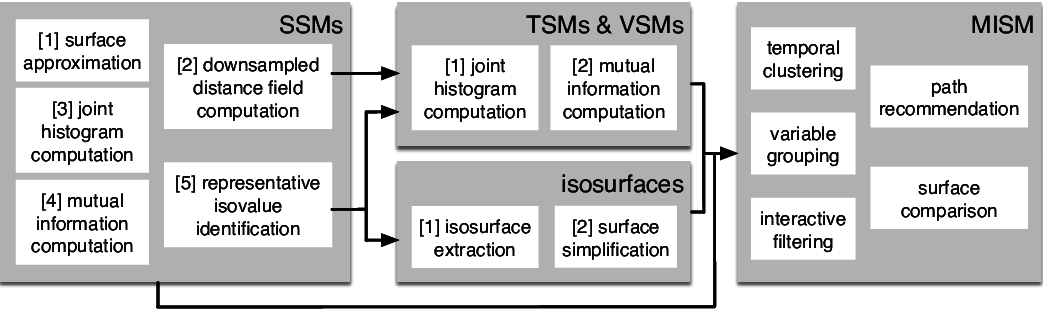 SSMs
[1] surface
approximation
[2] downsampled
distance field
computation
[3] joint
histogram
computation
[4] mutual
information
computation
[5] representative
isovalue
identification
TSMs & VSMs
[1] joint
histogram
computation
[2] mutual
information
computation
isosurfaces
[1] isosurface
extraction
[2] surface
simplification
MISM
temporal
clustering
path
recommendation
variable
grouping
surface
comparison
interactive
filtering